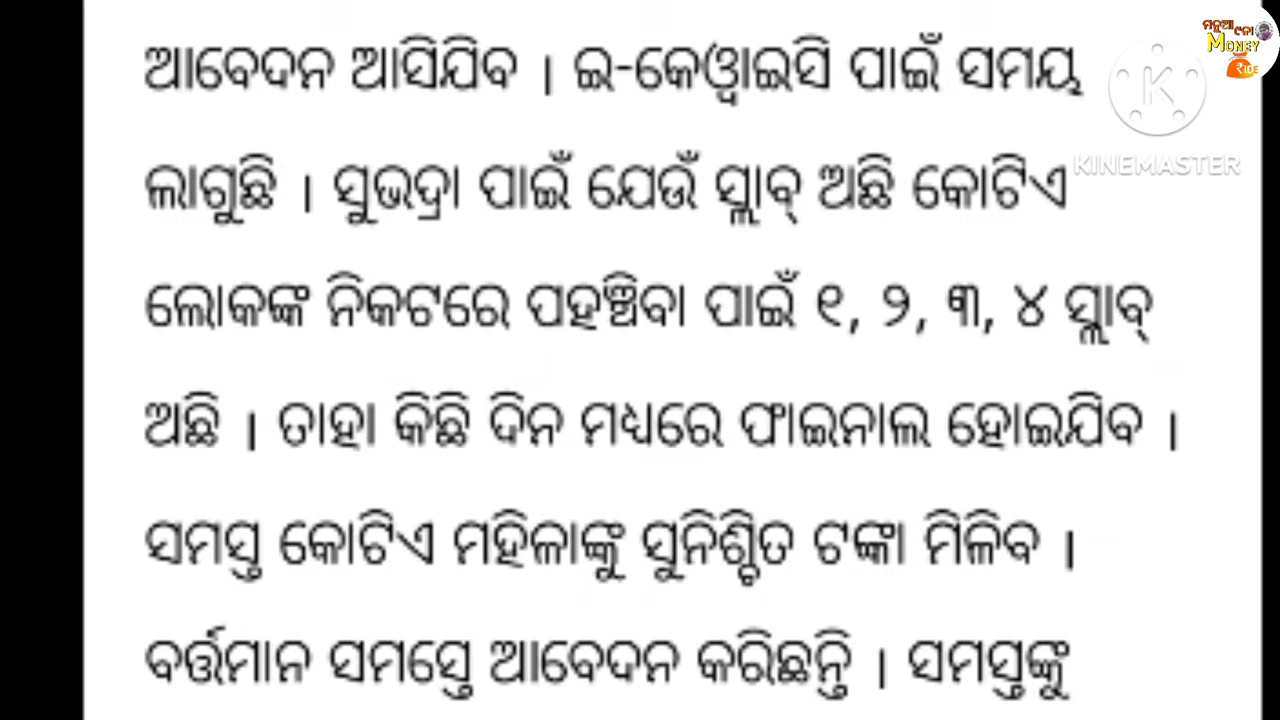 ଆବେଦନ ଆସିଯିବ । ଇ-କେୱାଇସି ପାଇଁ ସମୟ
ଲାଗୁଛି । ସୁଭଦ୍ରା ପାଇଁ ଯେଉଁ ସ୍ଲାବ୍ ଅଛି କୋଟିଏ
ଲୋକଙ୍କ ନିକଟରେ ପହଞ୍ଚିବା ପାଇଁ ୧, ୨, ୩, ୪ ସ୍ଲାବ୍
ଅଛି । ତାହା କିଛି ଦିନ ମଧ୍ୟରେ ଫାଇନାଲ ହୋଇଯିବ ।
ସମସ୍ତ କୋଟିଏ ମହିଳାଙ୍କୁ ସୁନିଶ୍ଚିତ ଟଙ୍କା ମିଳିବ ।
ବର୍ତ୍ତମାନ ସମସ୍ତେ ଆବେଦନ କରିଛନ୍ତି । ସମସ୍ତଙ୍କୁ
K
KINEMASTER
MONEY